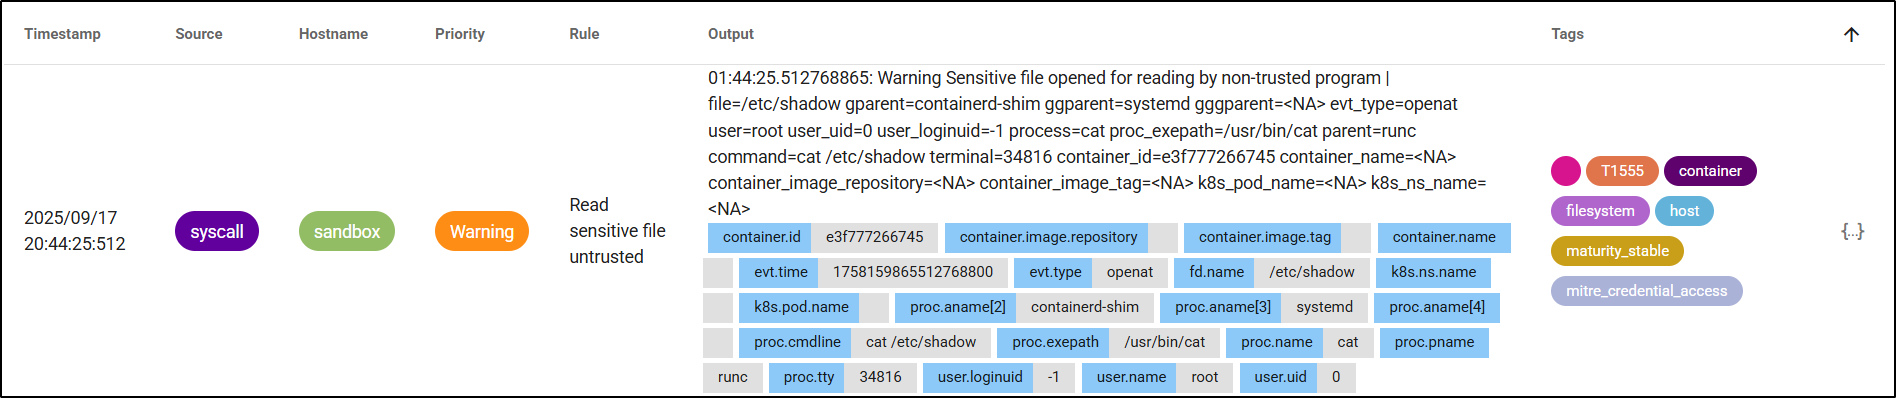 Timestamp Source Hostname Priority Rule Output Tags
2025/09/17
20:44:25:512
syscall
sandbox
Warning
Read
sensitive file
untrusted
01:44:25.512768865: Warning Sensitive file opened for reading by non-trusted program |
file=/etc/shadow gparent=containerd-shim ggparent=systemd gggparent=<NA> evt_type=openat
user=root user_uid=0 user_loginuid=-1 process=cat proc_exepath=/usr/bin/cat parent=runc
command=cat /etc/shadow terminal=34816 container_id=e3f777266745 container_name=<NA>
container_image_repository=<NA> container_image_tag=<NA> k8s_pod_name=<NA> k8s_ns_name=
<NA>
container.id e3f777266745 container.image.repository container.image.tag container.name
evt.time 1758159865512768800 evt.type openat fd.name /etc/shadow k8s.ns.name
k8s.pod.name proc.aname[2] containerd-shim proc.aname[3] systemd proc.aname[4]
proc.cmdline cat /etc/shadow proc.exepath /usr/bin/cat proc.name cat proc.pname
runc proc.tty 34816 user.loginuid -1 user.name root user.uid 0
T1555 container
filesystem host
maturity_stable
mitre_credential_access
{...}